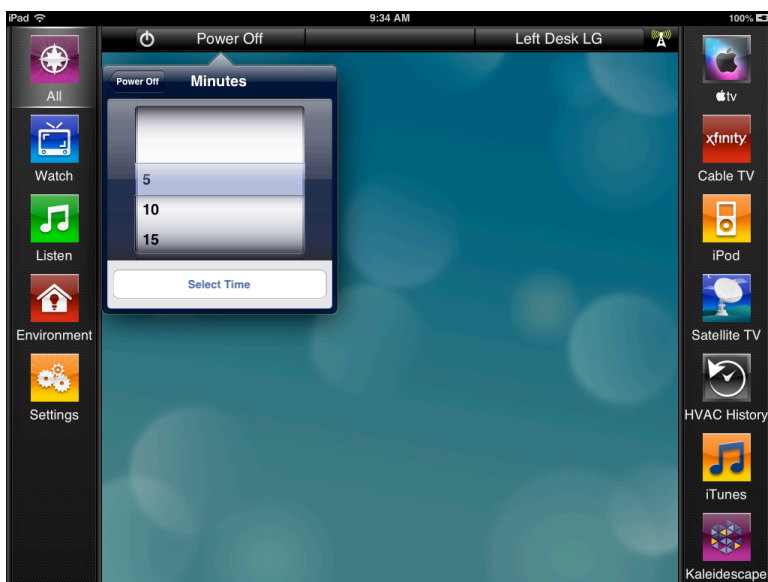 iPad 9:34 AM 100%
Power Off Left Desk LG
Power Off Minutes
5
10
15
Select Time
All
Watch
Listen
Environment
Settings
tv
xfinity
Cable TV
iPod
Satellite TV
HVAC History
iTunes
Kaleidescape